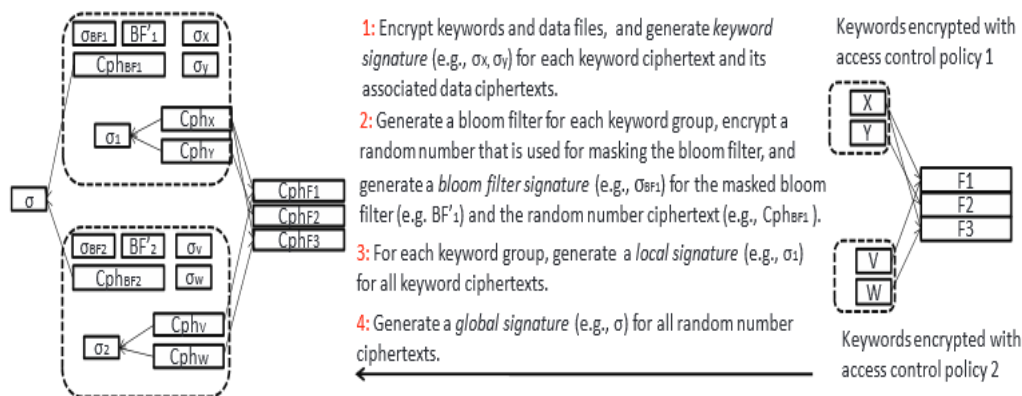 σBF1 BF'1 σx
CphBF1 σy
σ1 CphX
CphY
σ
σBF2 BF'2 σv
CphBF2 σw
σ2 CphV
CphW
CphF1
CphF2
CphF3
1: Encrypt keywords and data files, and generate keyword
signature (e.g., σx, σy) for each keyword ciphertext and its
associated data ciphertexts.
2: Generate a bloom filter for each keyword group, encrypt a
random number that is used for masking the bloom filter, and
generate a bloom filter signature (e.g., σBF1) for the masked bloom
filter (e.g. BF'1) and the random number ciphertext (e.g., CphBF1).
3: For each keyword group, generate a local signature (e.g., σ1)
for all keyword ciphertexts.
4: Generate a global signature (e.g., σ) for all random number
ciphertexts.
Keywords encrypted with
access control policy 1
X
Y
F1
F2
F3
V
W
Keywords encrypted with
access control policy 2